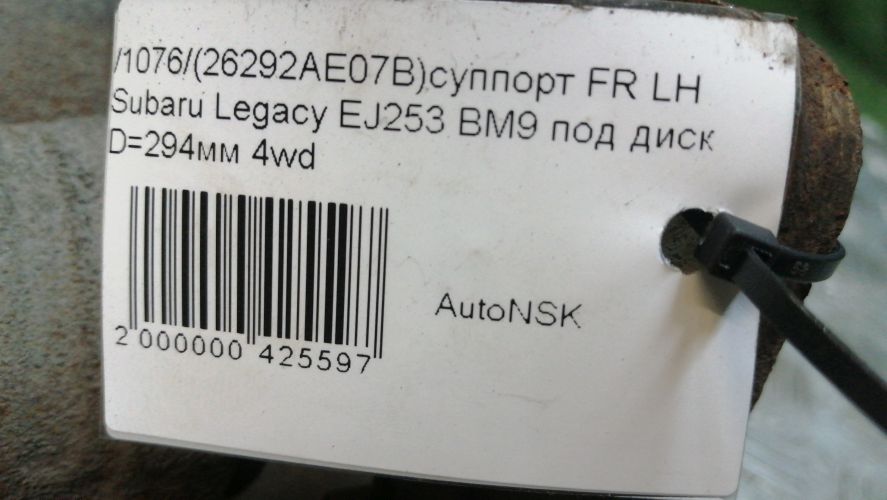 /1076/(26292AE07B)суппорт FR LH
Subaru Legacy EJ253 BM9 под диск
D=294мм 4wd
2 000000 425597
AutoNSK